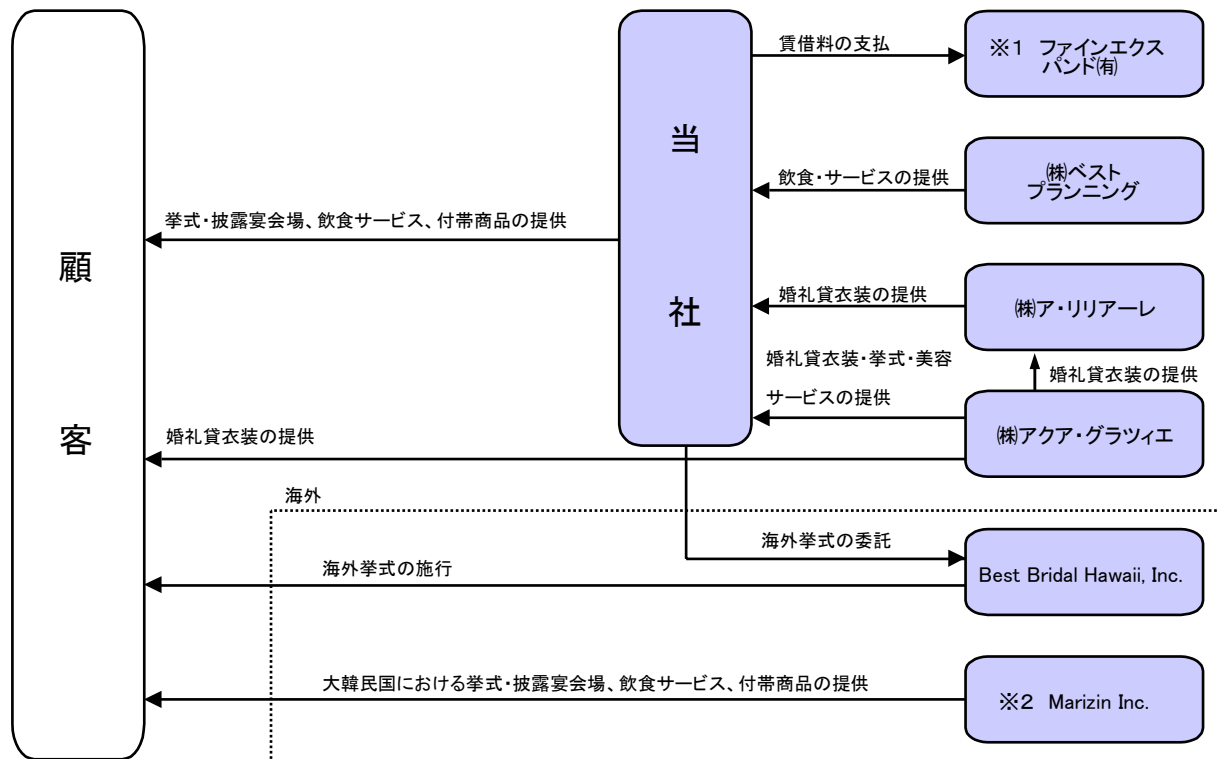 賃借料の支払
※1 ファインエクス
パンド㈲
当
社
飲食・サービスの提供
㈱ベスト
プランニング
挙式・披露宴会場、飲食サービス、付帯商品の提供
顧
客
婚礼貸衣装の提供
㈱ア・リリアーレ
婚礼貸衣装・挙式・美容
サービスの提供
婚礼貸衣装の提供
㈱アクア・グラツィエ
婚礼貸衣装の提供
海外
海外挙式の委託
Best Bridal Hawaii, Inc.
海外挙式の施行
大韓民国における挙式・披露宴会場、飲食サービス、付帯商品の提供
※2 Marizin Inc.